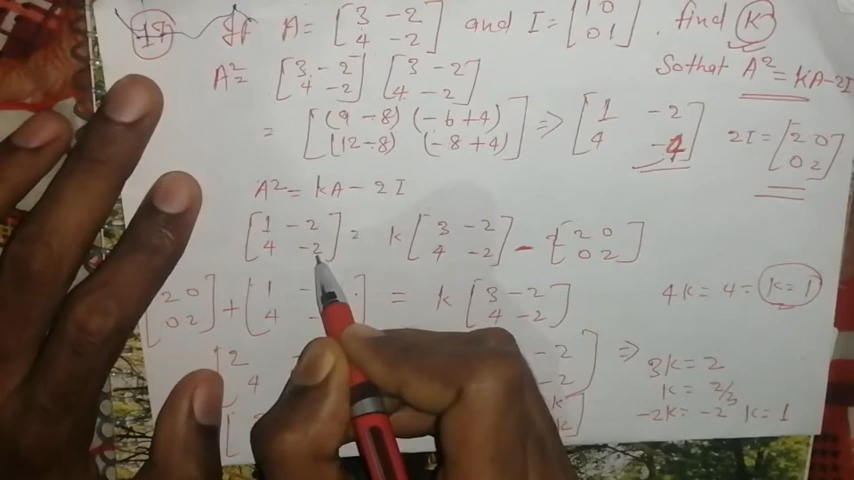 17 If A = [3 -2 4 -2] and I = [1 0 0 1] . find K
So that A² = KA - 2I
A² = [3 -2 4 -2] [3 -2 4 -2]
= [(9 - 8) (-6 + 4) (12 - 8) (-8 + 4)] => [1 -2 4 -4] 2I = [2 0 0 2]
A² = kA - 2I
[1 -2 4 -2] = k [3 -2 4 -2] - [2 0 0 2]
[2 0 0 2] + [1 4 ] = k [3 -2 4 -2] 4k = 4 = k = 1
[2 4 -2 -2] => 3k = 2
k = 2/3
-2k = -2 k = 1